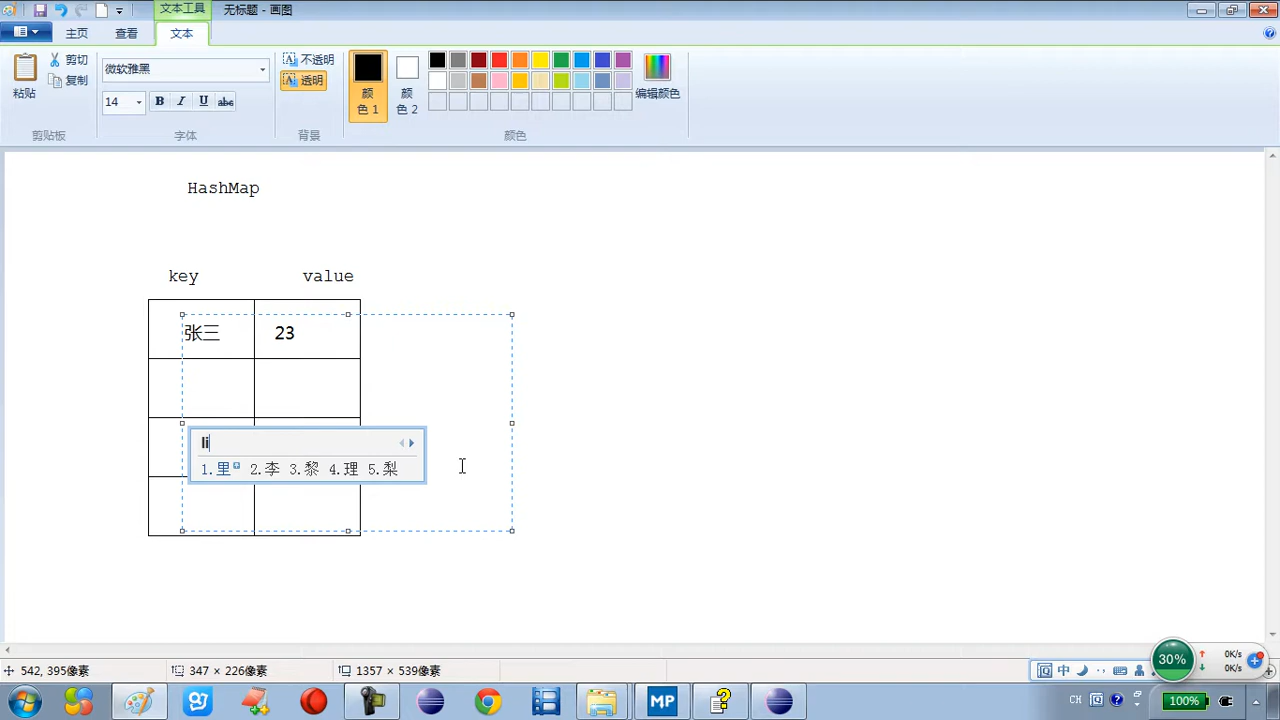 文本工具
无标题 - 画图
主页
查看
文本
粘贴
剪切
复制
剪贴板
微软雅黑
14
B I U abc
字体
A 不透明
A 透明
背景
颜
色 1
颜
色 2
编辑颜色
颜色
HashMap
key value
张三 23
li
1.里 2.李 3.黎 4.理 5.梨
542, 395像素
347 × 226像素
1357 × 539像素
中
30%
0K/s
0K/s
MP
CH
100%